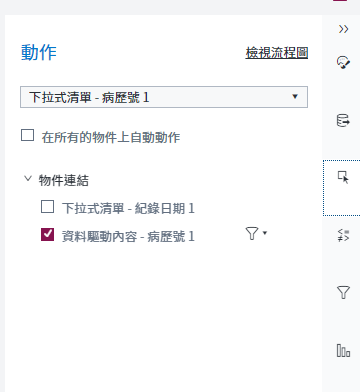 動作
檢視流程圖
下拉式清單 - 病歷號 1
在所有的物件上自動動作
物件連結
下拉式清單 - 紀錄日期 1
資料驅動內容 - 病歷號 1